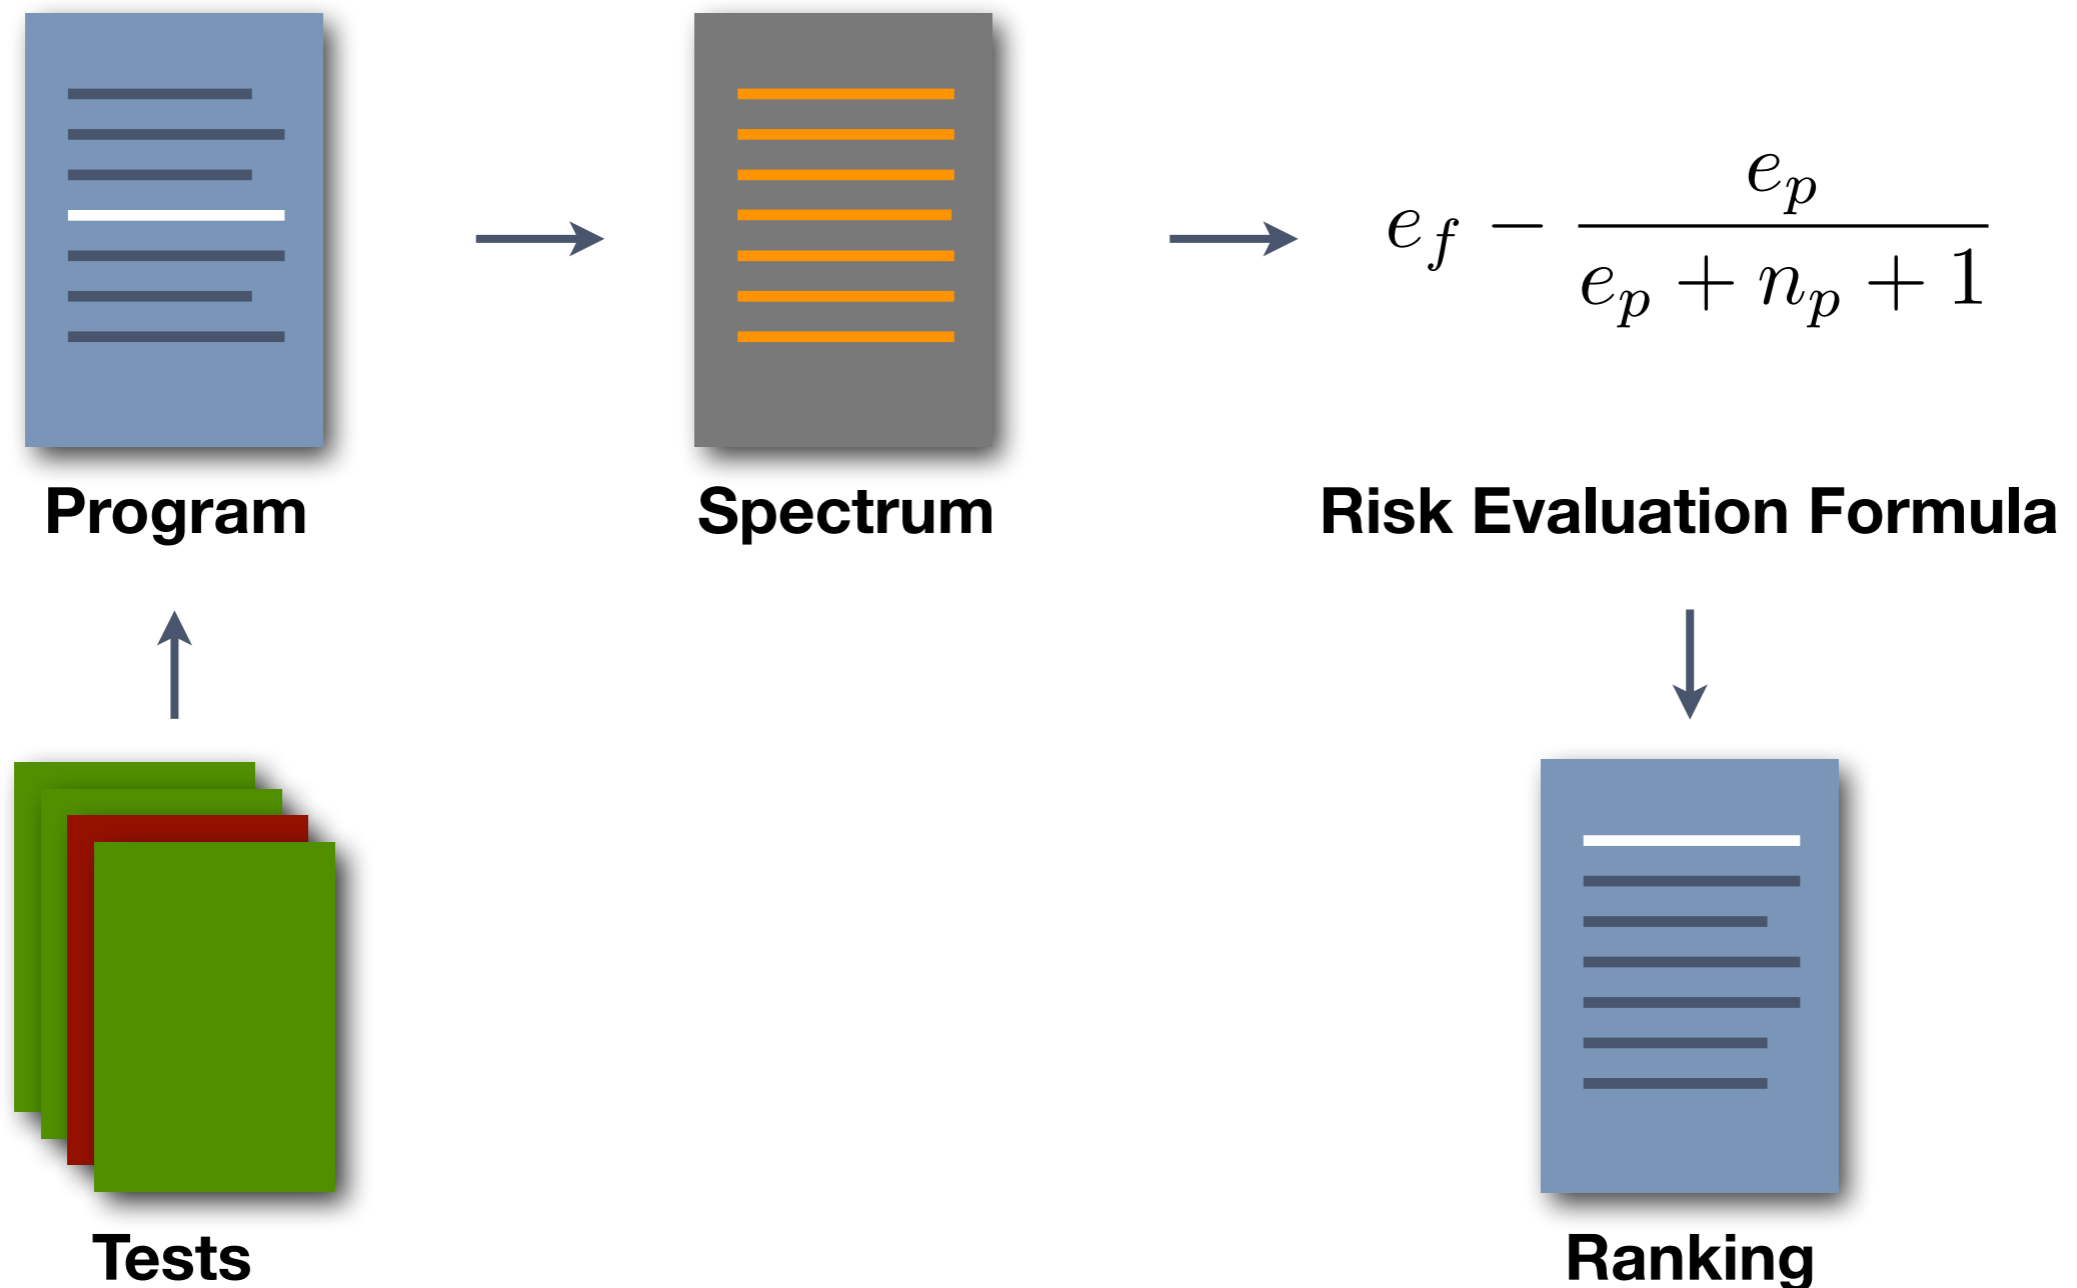 Program
Spectrum
e_f − e_p / (e_p + n_p + 1)
Risk Evaluation Formula
Tests
Ranking